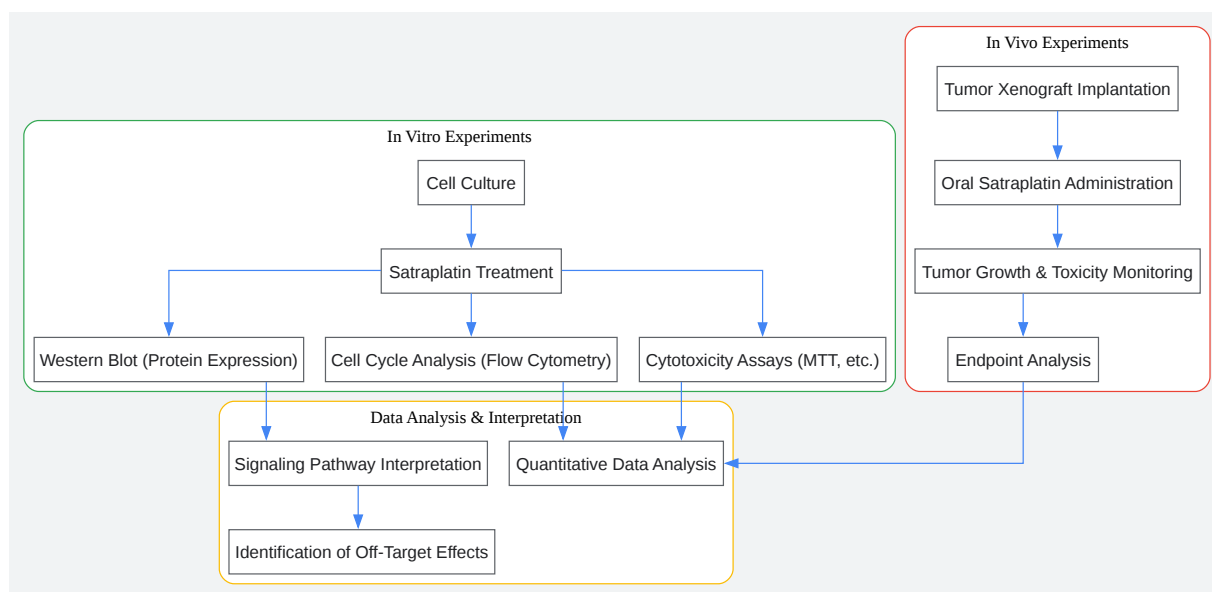 In Vivo Experiments
Tumor Xenograft Implantation
Oral Satraplatin Administration
Tumor Growth & Toxicity Monitoring
Endpoint Analysis
In Vitro Experiments
Cell Culture
Satraplatin Treatment
Western Blot (Protein Expression)
Cell Cycle Analysis (Flow Cytometry)
Cytotoxicity Assays (MTT, etc.)
Data Analysis & Interpretation
Signaling Pathway Interpretation
Quantitative Data Analysis
Identification of Off-Target Effects